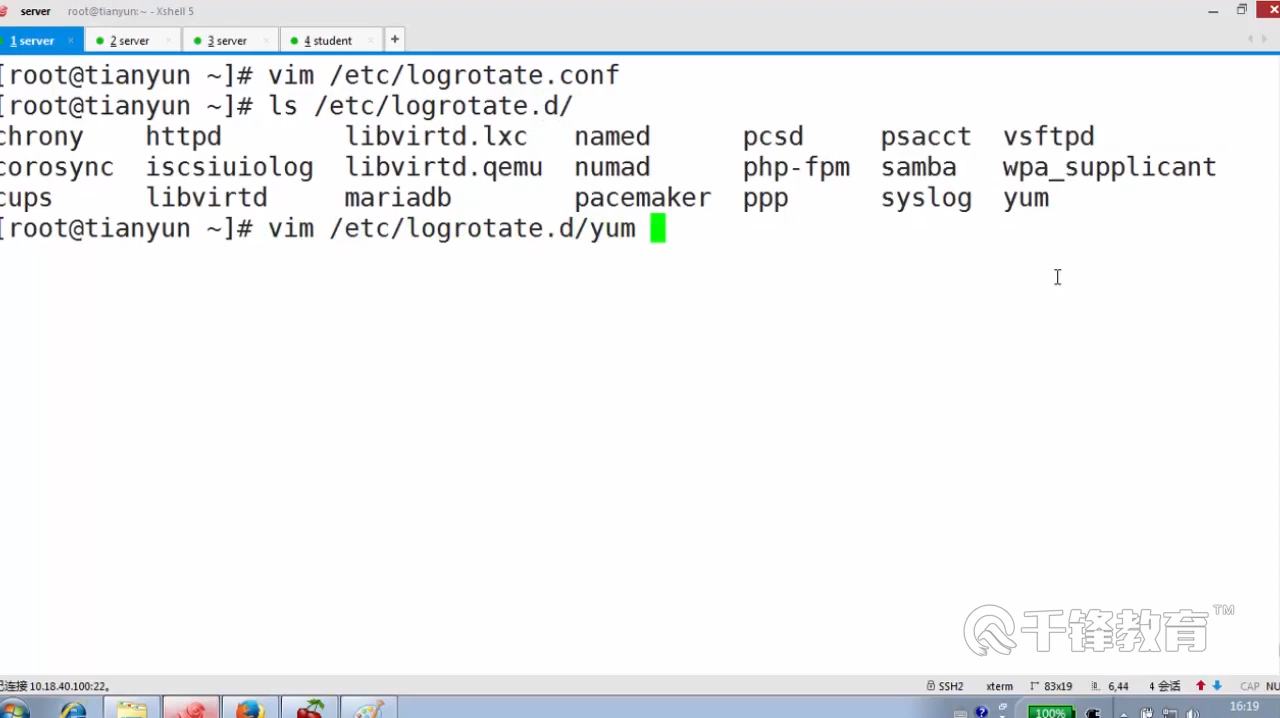 server root@tianyun:~ - Xshell 5
1 server × 2 server × 3 server × 4 student × +
[root@tianyun ~]# vim /etc/logrotate.conf
[root@tianyun ~]# ls /etc/logrotate.d/
chrony httpd libvirtd.lxc named pcsd psacct vsftpd
corosync iscsiuiolog libvirtd.qemu numad php-fpm samba wpa_supplicant
cups libvirtd mariadb pacemaker ppp syslog yum
[root@tianyun ~]# vim /etc/logrotate.d/yum
千锋教育™
已连接 10.18.40.100:22。 SSH2 xterm 83x19 6,44 4 会话 CAP NU
100% 16:19